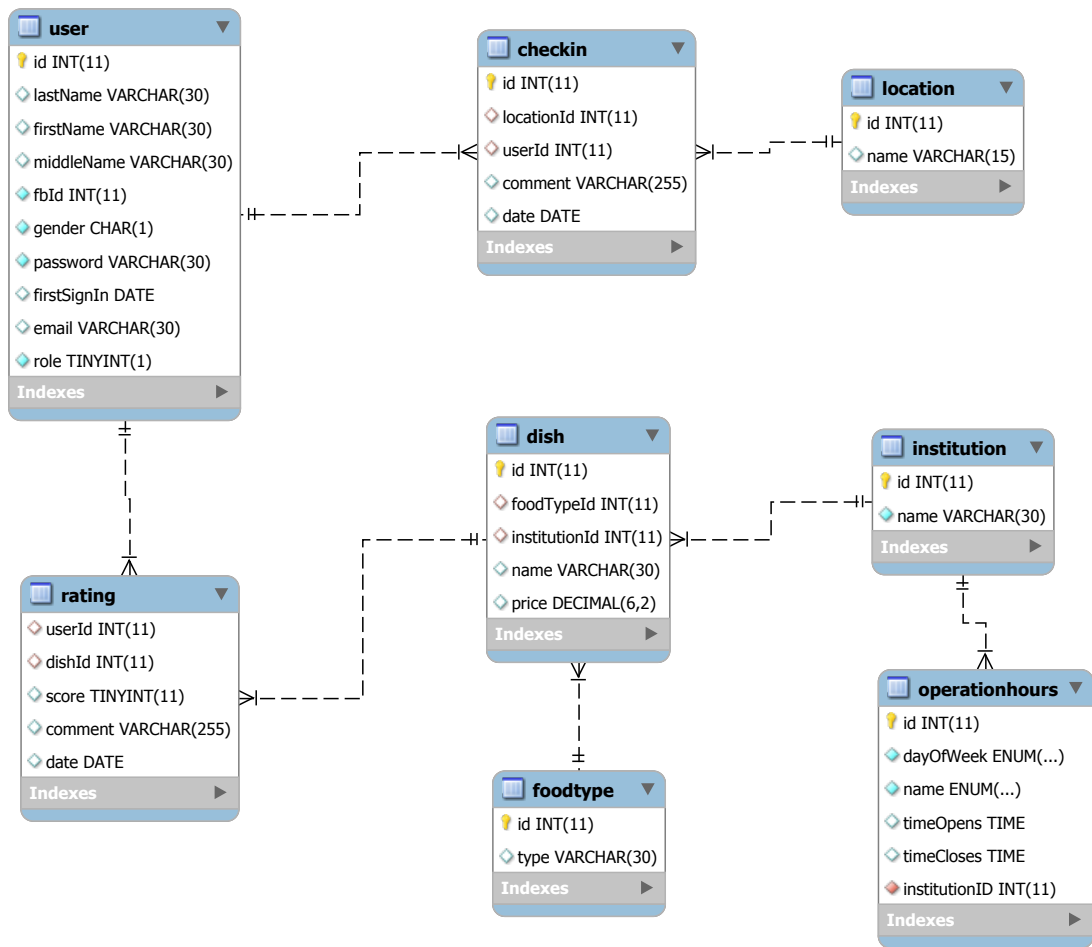 user
id INT(11)
lastName VARCHAR(30)
firstName VARCHAR(30)
middleName VARCHAR(30)
fbId INT(11)
gender CHAR(1)
password VARCHAR(30)
firstSignIn DATE
email VARCHAR(30)
role TINYINT(1)
Indexes
checkin
id INT(11)
locationId INT(11)
userId INT(11)
comment VARCHAR(255)
date DATE
Indexes
location
id INT(11)
name VARCHAR(15)
Indexes
dish
id INT(11)
foodTypeId INT(11)
institutionId INT(11)
name VARCHAR(30)
price DECIMAL(6,2)
Indexes
institution
id INT(11)
name VARCHAR(30)
Indexes
rating
userId INT(11)
dishId INT(11)
score TINYINT(11)
comment VARCHAR(255)
date DATE
Indexes
foodtype
id INT(11)
type VARCHAR(30)
Indexes
operationhours
id INT(11)
dayOfWeek ENUM(...)
name ENUM(...)
timeOpens TIME
timeCloses TIME
institutionID INT(11)
Indexes